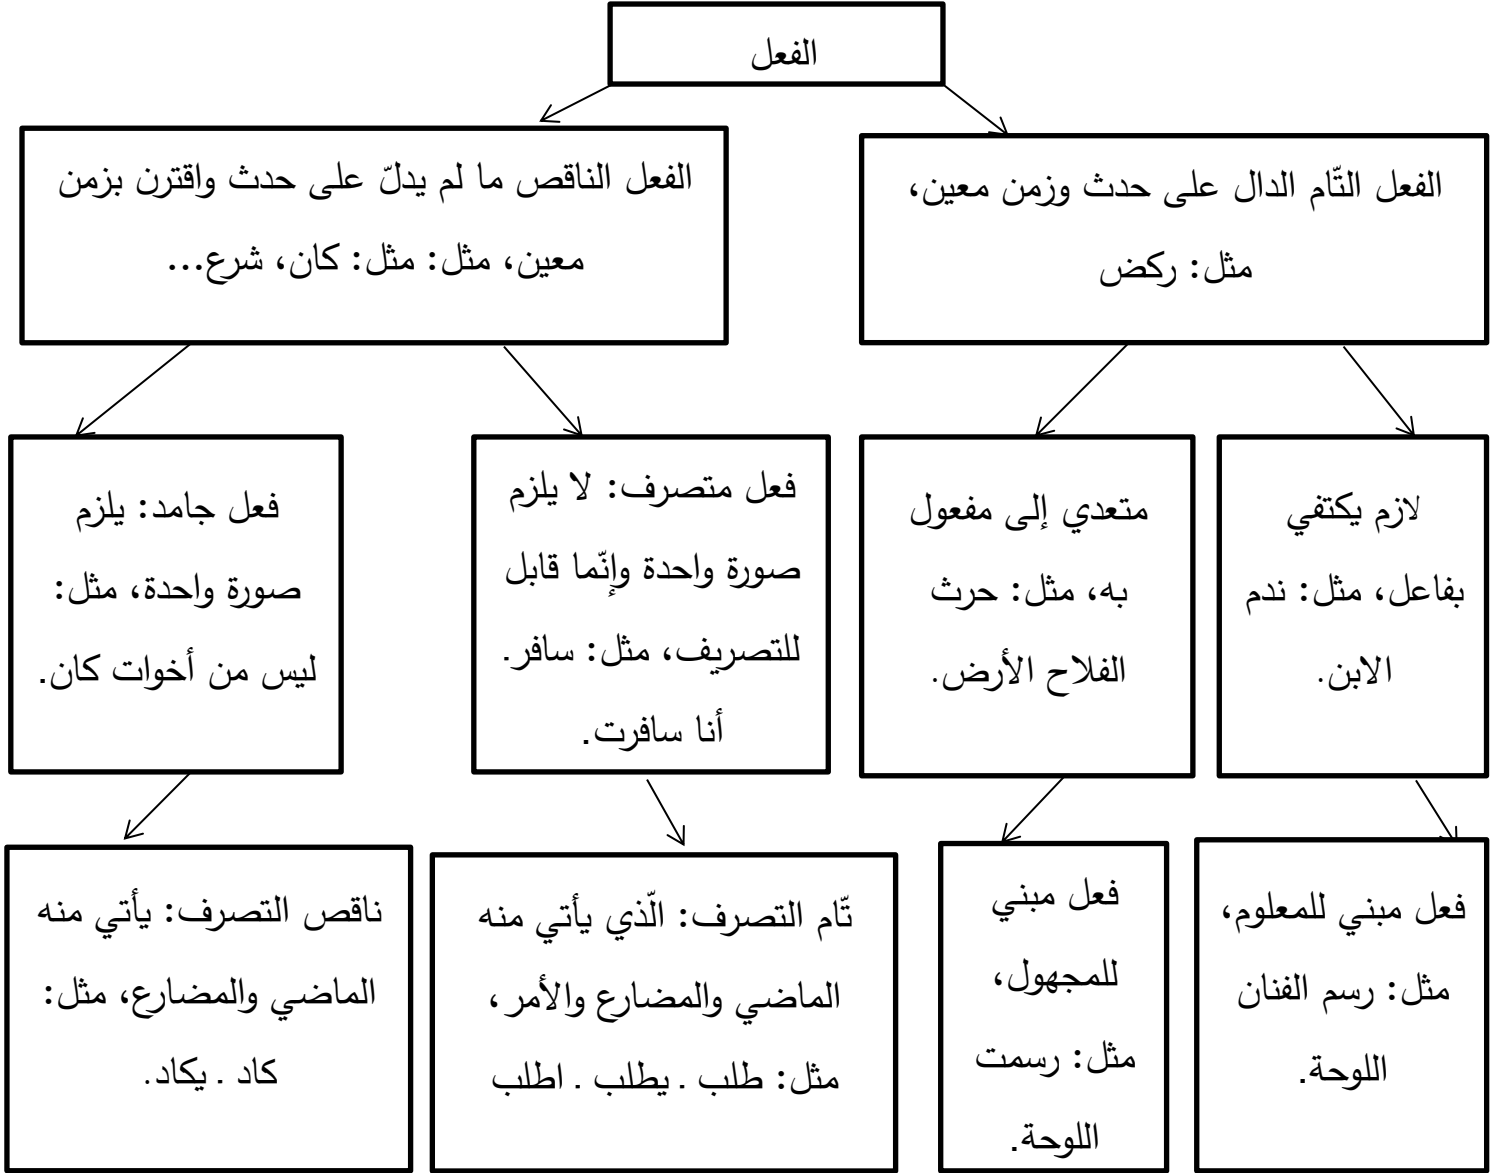 الفعل
الفعل التّام الدال على حدث وزمن معين،
مثل: ركض
الفعل الناقص ما لم يدلّ على حدث واقترن بزمن
معين، مثل: مثل: كان، شرع...
لازم يكتفي
بفاعل، مثل: ندم
الابن.
متعدي إلى مفعول
به، مثل: حرث
الفلاح الأرض.
فعل متصرف: لا يلزم
صورة واحدة وإنّما قابل
للتصريف، مثل: سافر.
أنا سافرت.
فعل جامد: يلزم
صورة واحدة، مثل:
ليس من أخوات كان.
فعل مبني للمعلوم،
مثل: رسم الفنان
اللوحة.
فعل مبني
للمجهول،
مثل: رسمت
اللوحة.
تّام التصرف: الّذي يأتي منه
الماضي والمضارع والأمر،
مثل: طلب . يطلب . اطلب
ناقص التصرف: يأتي منه
الماضي والمضارع، مثل:
كاد . يكاد.